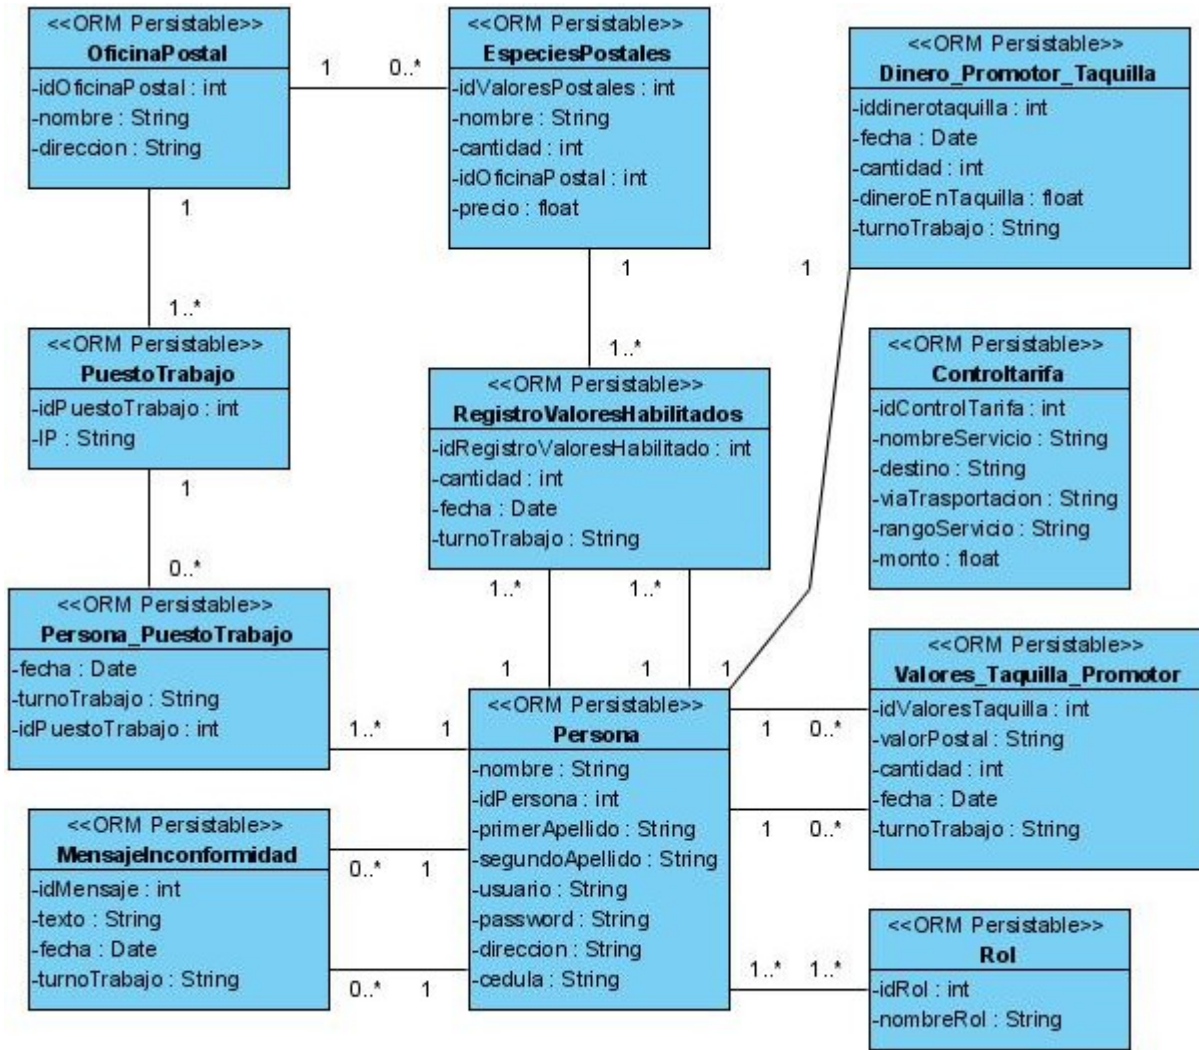 <<ORM Persistable>>
OficinaPostal
-idOficinaPostal : int
-nombre : String
-direccion : String
1
0..*
<<ORM Persistable>>
EspeciesPostales
-idValoresPostales : int
-nombre : String
-cantidad : int
-idOficinaPostal : int
-precio : float
<<ORM Persistable>>
Dinero_Promotor_Taquilla
-iddinerotaquilla : int
-fecha : Date
-cantidad : int
-dineroEnTaquilla : float
-turnoTrabajo : String
1
1
1
1..*
1..*
<<ORM Persistable>>
PuestoTrabajo
-idPuestoTrabajo : int
-IP : String
<<ORM Persistable>>
RegistroValoresHabilitados
-idRegistroValoresHabilitado : int
-cantidad : int
-fecha : Date
-turnoTrabajo : String
<<ORM Persistable>>
Controltarifa
-idControlTarifa : int
-nombreServicio : String
-destino : String
-viaTrasportacion : String
-rangoServicio : String
-monto : float
1
0..*
1..*
1..*
1
1
1
<<ORM Persistable>>
Persona_PuestoTrabajo
-fecha : Date
-turnoTrabajo : String
-idPuestoTrabajo : int
1..*
1
<<ORM Persistable>>
Persona
-nombre : String
-idPersona : int
-primerApellido : String
-segundoApellido : String
-usuario : String
-password : String
-direccion : String
-cedula : String
1
0..*
1
0..*
<<ORM Persistable>>
Valores_Taquilla_Promotor
-idValoresTaquilla : int
-valorPostal : String
-cantidad : int
-fecha : Date
-turnoTrabajo : String
<<ORM Persistable>>
MensajeInconformidad
-idMensaje : int
-texto : String
-fecha : Date
-turnoTrabajo : String
0..*
1
0..*
1
1..*
1..*
<<ORM Persistable>>
Rol
-idRol : int
-nombreRol : String